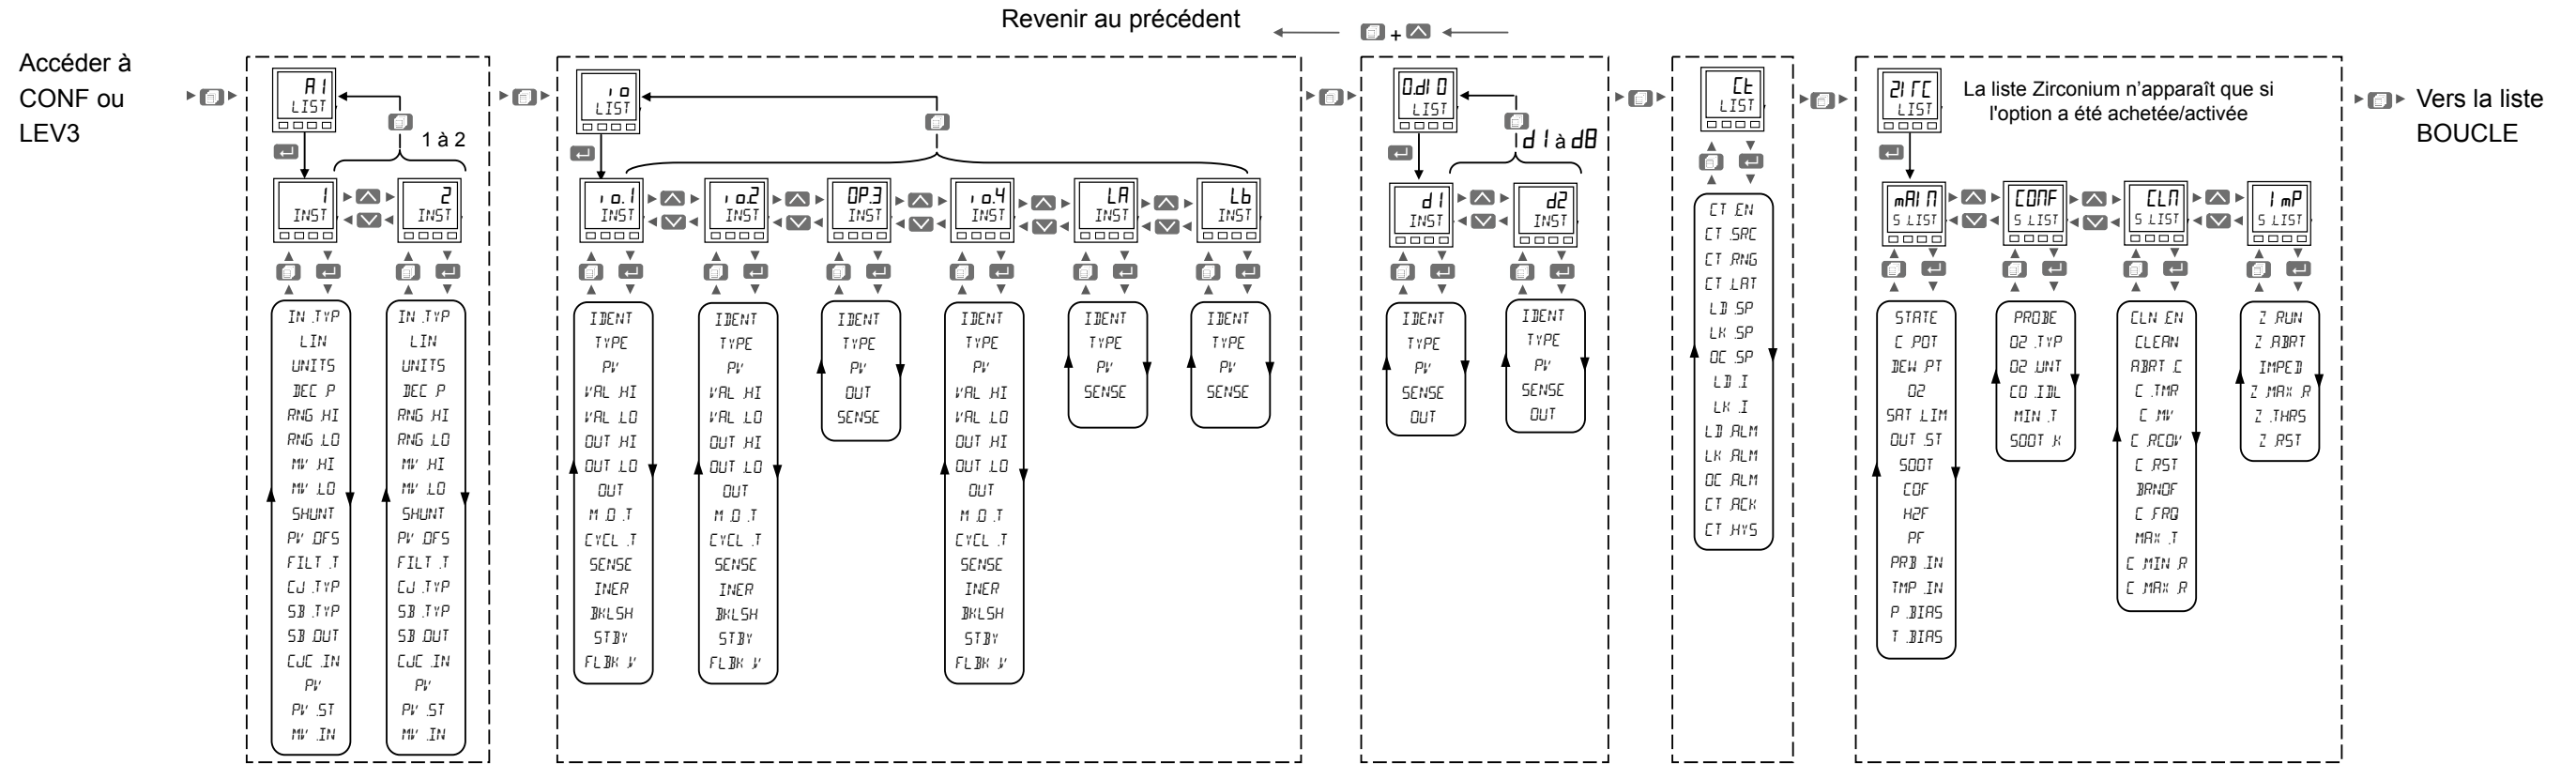 Revenir au précédent
+
Accéder à
CONF ou
LEV3
A1
LIST
1 à 2
1
INST
2
INST
IN .TYP
LIN
UNITS
DEC .P
RNG .HI
RNG .LO
MV .HI
MV .LO
SHUNT
PV .OFS
FILT .T
CJ .TYP
SB .TYP
SB .OUT
CJC .IN
PV
PV .ST
MV .IN
IN .TYP
LIN
UNITS
DEC .P
RNG .HI
RNG .LO
MV .HI
MV .LO
SHUNT
PV .OFS
FILT .T
CJ .TYP
SB .TYP
SB .OUT
CJC .IN
PV
PV .ST
MV .IN
io
LIST
io.1
INST
io.2
INST
OP.3
INST
io.4
INST
LA
INST
Lb
INST
IDENT
TYPE
PV
VAL .HI
VAL .LO
OUT .HI
OUT .LO
OUT
M .O .T
CYCL .T
SENSE
INER
BKLSH
STBY
FLBK .V
IDENT
TYPE
PV
VAL .HI
VAL .LO
OUT .HI
OUT .LO
OUT
M .O .T
CYCL .T
SENSE
INER
BKLSH
STBY
FLBK .V
IDENT
TYPE
PV
OUT
SENSE
IDENT
TYPE
PV
VAL .HI
VAL .LO
OUT .HI
OUT .LO
OUT
M .O .T
CYCL .T
SENSE
INER
BKLSH
STBY
FLBK .V
IDENT
TYPE
PV
SENSE
IDENT
TYPE
PV
SENSE
O.dIO
LIST
d1 à d8
d1
INST
d2
INST
IDENT
TYPE
PV
SENSE
OUT
IDENT
TYPE
PV
SENSE
OUT
Ct
LIST
CT .EN
CT .SRC
CT .RNG
CT .LAT
LD .SP
LK .SP
OC .SP
LD .I
LK .I
LD .ALM
LK .ALM
OC .ALM
CT .ACK
CT .HYS
ZIrC
LIST
La liste Zirconium n’apparaît que si
l'option a été achetée/activée
mAIN
S .LIST
CONF
S .LIST
CLN
S .LIST
ImP
S .LIST
STATE
C .POT
DEW .PT
O2
SAT .LIM
OUT .ST
SOOT
COF
H2F
PF
PRB .IN
TMP .IN
P .BIAS
T .BIAS
PROBE
O2 .TYP
O2 .UNT
CO .IDL
MIN .T
SOOT .K
CLN .EN
CLEAN
ABRT .C
C .TMR
C .MV
C .RCOV
C .RST
BRNOF
C .FRQ
MAX .T
C .MIN .R
C .MAX .R
Z .RUN
Z .ABRT
IMPED
Z .MAX .R
Z .THRS
Z .RST
Vers la liste
BOUCLE